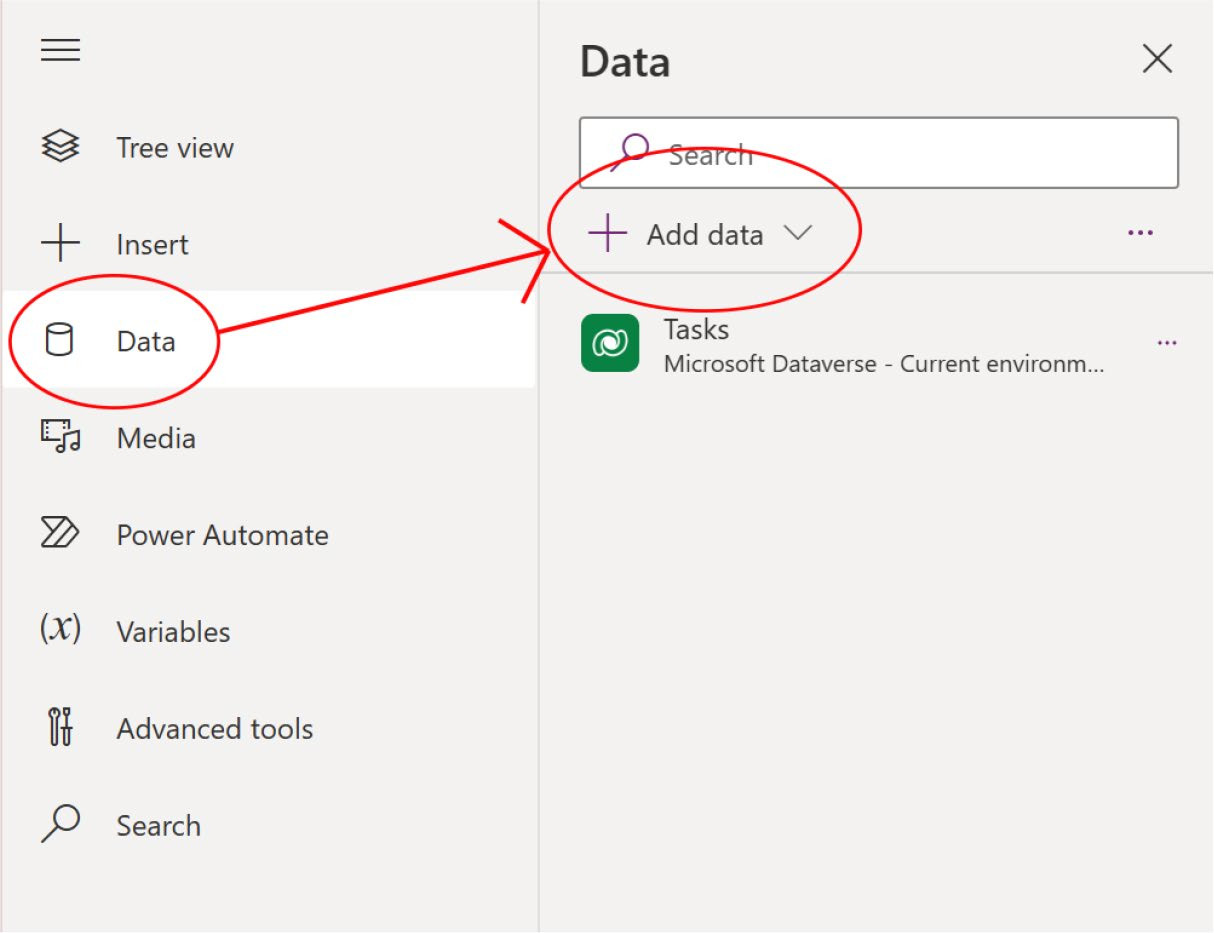 Tree view
Insert
Data
Media
Power Automate
(x) Variables
Advanced tools
Search
Data
Search
Add data
Tasks
Microsoft Dataverse - Current environm...